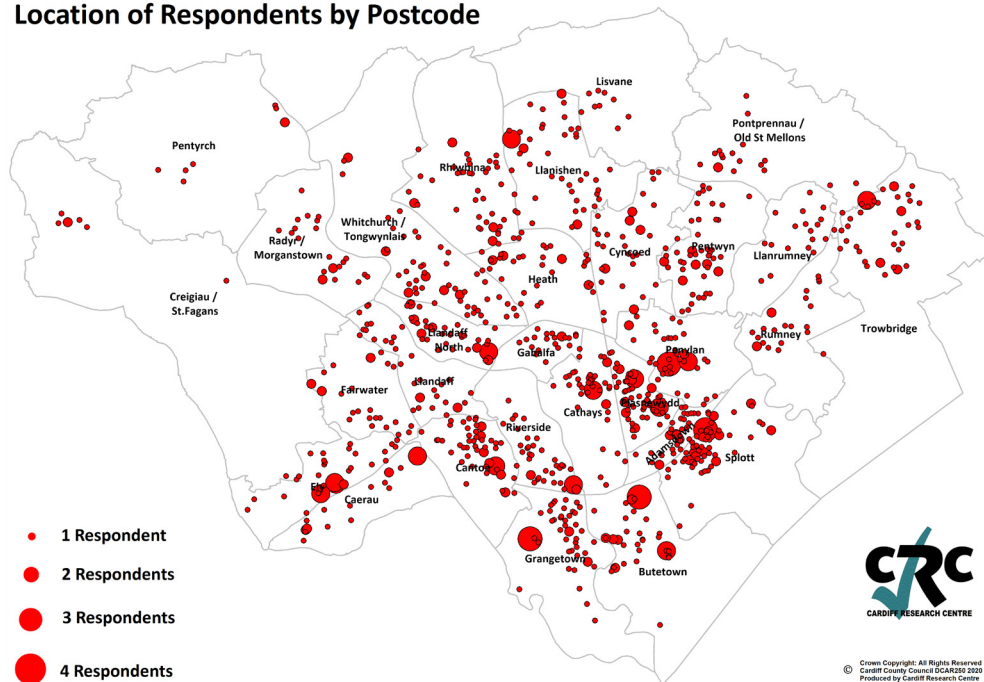 Location of Respondents by Postcode
Lisvane
Pontprennau /
Old St Mellons
Pentyrch
Rhiwbina
Llanishen
Whitchurch /
Tongwynlais
Radyr /
Morganstown
Cyncoed
Pentwyn
Llanrumney
Heath
Creigiau /
St.Fagans
Trowbridge
Llandaff
North
Gabalfa
Penylan
Rumney
Fairwater
Llandaff
Cathays
Plasnewydd
Riverside
Adamsdown
Splott
Canton
Ely
Caerau
Grangetown
Butetown
1 Respondent
2 Respondents
3 Respondents
4 Respondents
CRC
CARDIFF RESEARCH CENTRE
© Crown Copyright: All Rights Reserved
Cardiff County Council DCAR250 2020
Produced by Cardiff Research Centre